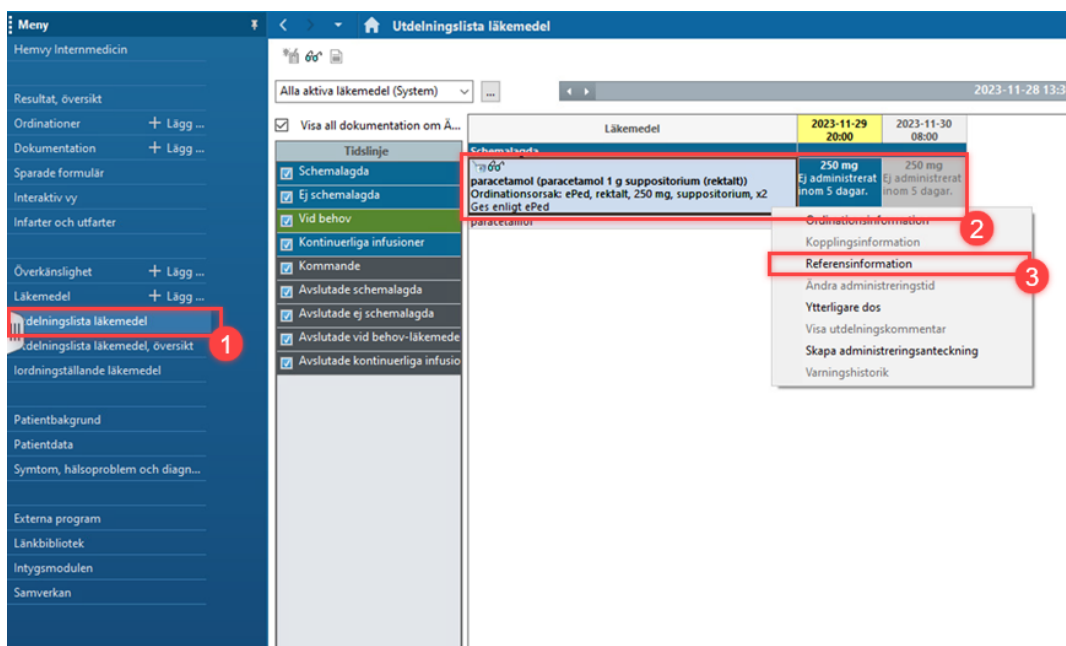 Meny
Hemvy Internmedicin
Resultat, översikt
Ordinationer + Lägg ...
Dokumentation + Lägg ...
Sparade formulär
Interaktiv vy
Infarter och utfarter
Överkänslighet + Lägg ...
Läkemedel + Lägg ...
tdelningslista läkemedel
1
tdelningslista läkemedel, översikt
Iordningställande läkemedel
Patientbakgrund
Patientdata
Symtom, hälsoproblem och diagn...
Externa program
Länkbibliotek
Intygsmodulen
Samverkan
Utdelningslista läkemedel
Alla aktiva läkemedel (System)
...
2023-11-28 13:3
Visa all dokumentation om Ä...
Tidslinje
Schemalagda
Ej schemalagda
Vid behov
Kontinuerliga infusioner
Kommande
Avslutade schemalagda
Avslutade ej schemalagda
Avslutade vid behov-läkemede
Avslutade kontinuerliga infusio
Läkemedel
2023-11-29
20:00
2023-11-30
08:00
Schemalagda
paracetamol (paracetamol 1 g suppositorium (rektalt))
Ordinationsorsak: ePed, rektalt, 250 mg, suppositorium, x2
Ges enligt ePed
250 mg
Ej administrerat
inom 5 dagar.
250 mg
Ej administrerat
inom 5 dagar.
paracetamol
2
Ordinationsinformation
Kopplingsinformation
Referensinformation
3
Ändra administreringstid
Ytterligare dos
Visa utdelningskommentar
Skapa administreringsanteckning
Varningshistorik